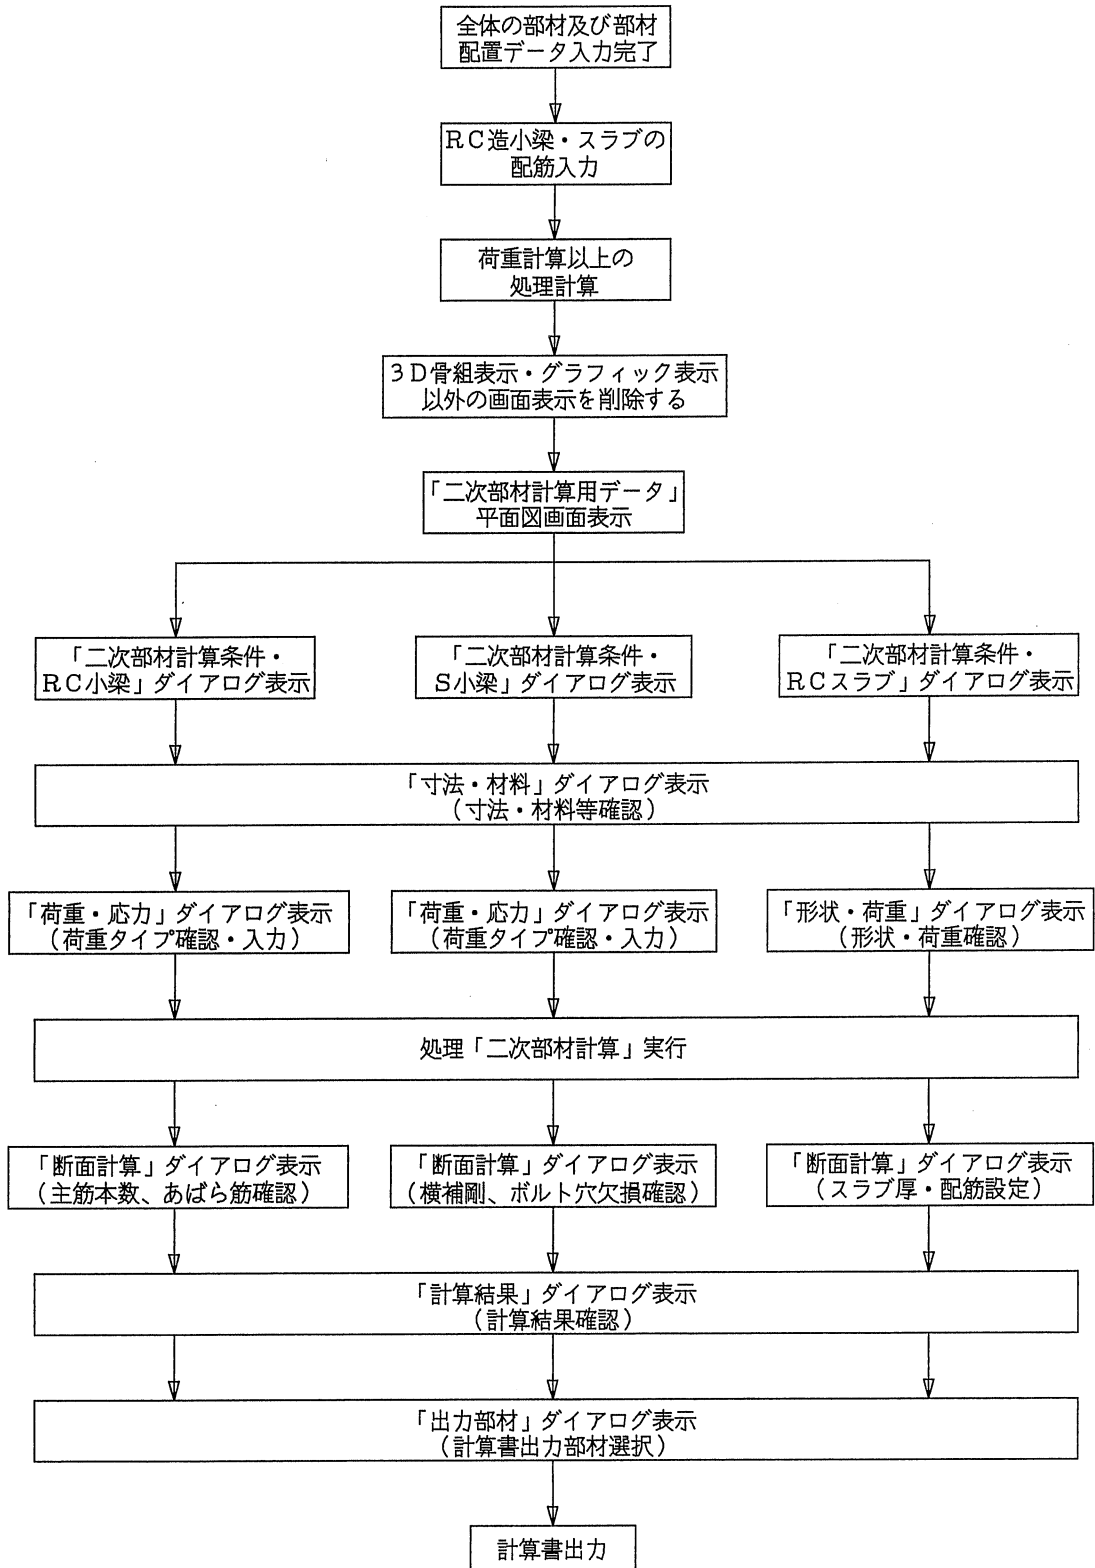 全体の部材及び部材
配置データ入力完了
RC造小梁・スラブの
配筋入力
荷重計算以上の
処理計算
3D骨組表示・グラフィック表示
以外の画面表示を削除する
「二次部材計算用データ」
平面図画面表示
「二次部材計算条件・
RC小梁」ダイアログ表示
「二次部材計算条件・
S小梁」ダイアログ表示
「二次部材計算条件・
RCスラブ」ダイアログ表示
「寸法・材料」ダイアログ表示
(寸法・材料等確認)
「荷重・応力」ダイアログ表示
(荷重タイプ確認・入力)
「荷重・応力」ダイアログ表示
(荷重タイプ確認・入力)
「形状・荷重」ダイアログ表示
(形状・荷重確認)
処理「二次部材計算」実行
「断面計算」ダイアログ表示
(主筋本数、あばら筋確認)
「断面計算」ダイアログ表示
(横補剛、ボルト穴欠損確認)
「断面計算」ダイアログ表示
(スラブ厚・配筋設定)
「計算結果」ダイアログ表示
(計算結果確認)
「出力部材」ダイアログ表示
(計算書出力部材選択)
計算書出力